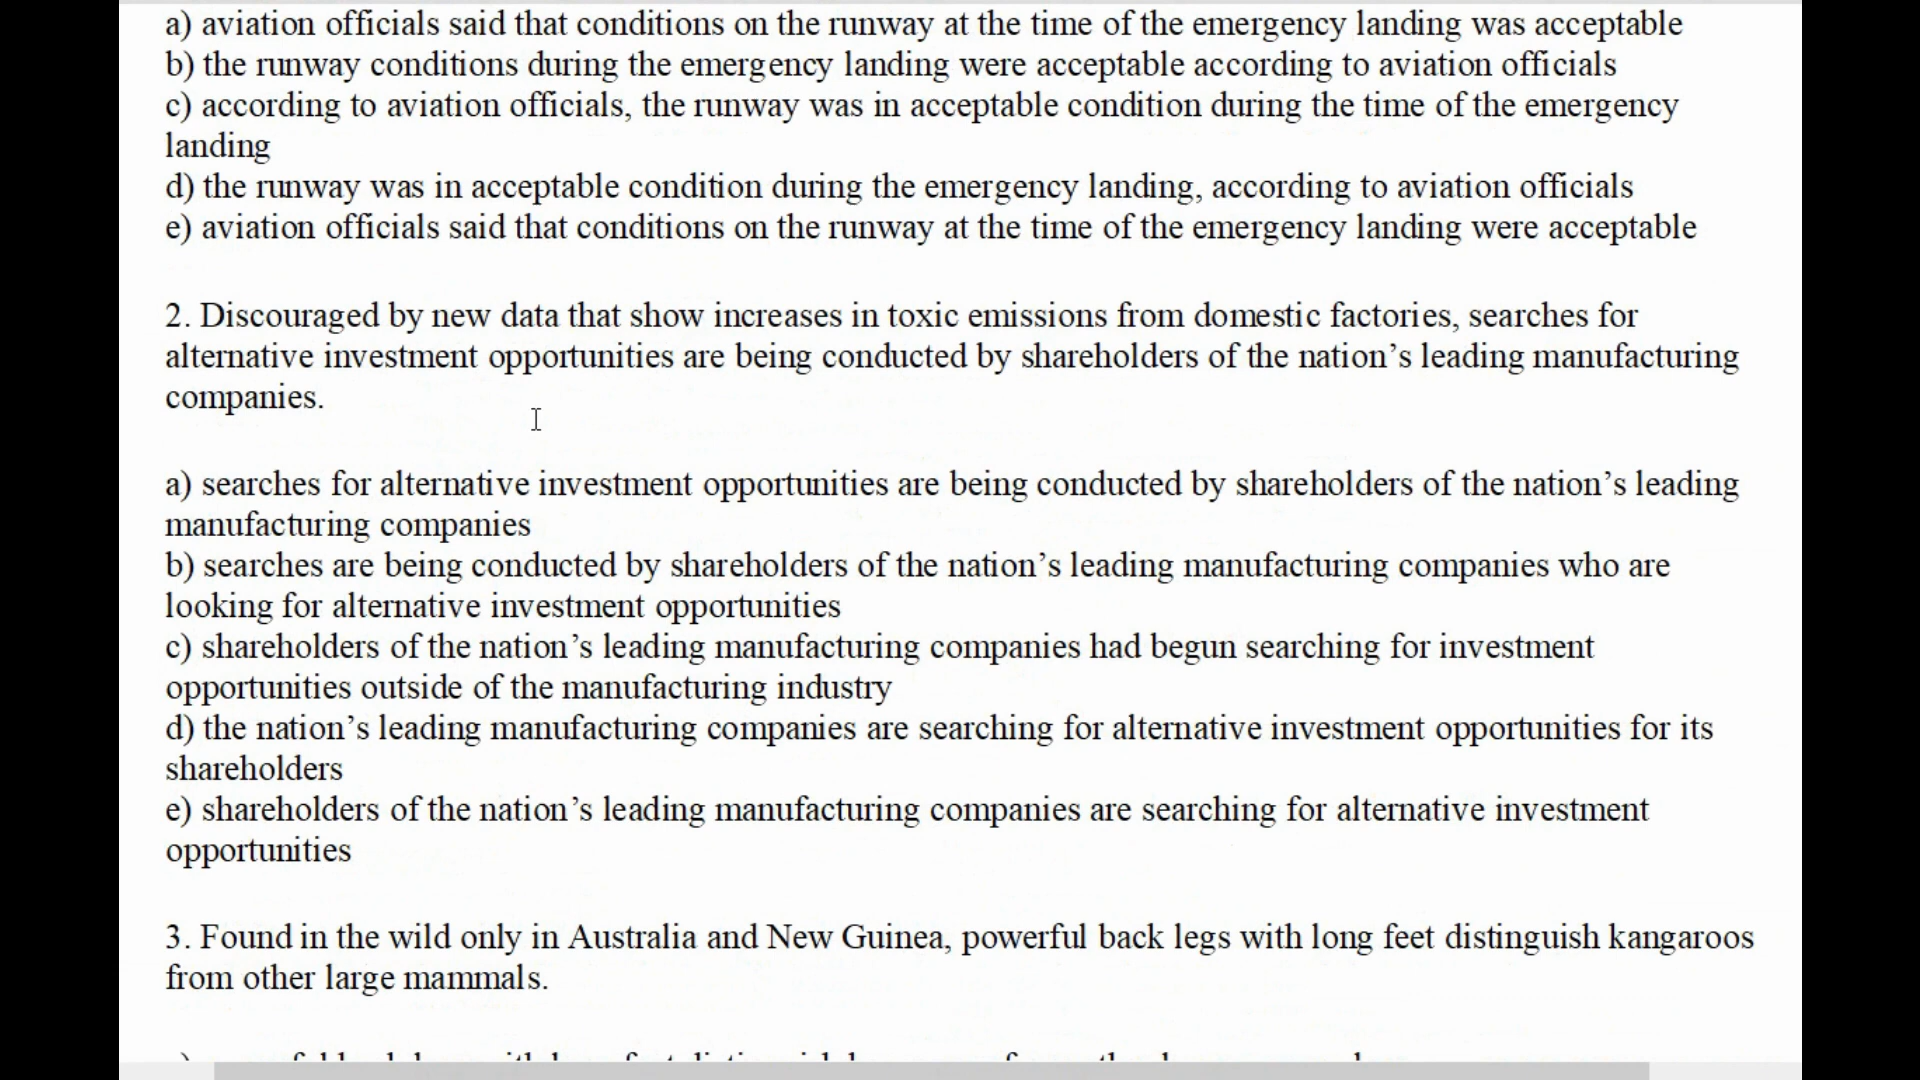 a) aviation officials said that conditions on the runway at the time of the emergency landing was acceptable
b) the runway conditions during the emergency landing were acceptable according to aviation officials
c) according to aviation officials, the runway was in acceptable condition during the time of the emergency
landing
d) the runway was in acceptable condition during the emergency landing, according to aviation officials
e) aviation officials said that conditions on the runway at the time of the emergency landing were acceptable
2. Discouraged by new data that show increases in toxic emissions from domestic factories, searches for
alternative investment opportunities are being conducted by shareholders of the nation’s leading manufacturing
companies.
a) searches for alternative investment opportunities are being conducted by shareholders of the nation’s leading
manufacturing companies
b) searches are being conducted by shareholders of the nation’s leading manufacturing companies who are
looking for alternative investment opportunities
c) shareholders of the nation’s leading manufacturing companies had begun searching for investment
opportunities outside of the manufacturing industry
d) the nation’s leading manufacturing companies are searching for alternative investment opportunities for its
shareholders
e) shareholders of the nation’s leading manufacturing companies are searching for alternative investment
opportunities
3. Found in the wild only in Australia and New Guinea, powerful back legs with long feet distinguish kangaroos
from other large mammals.